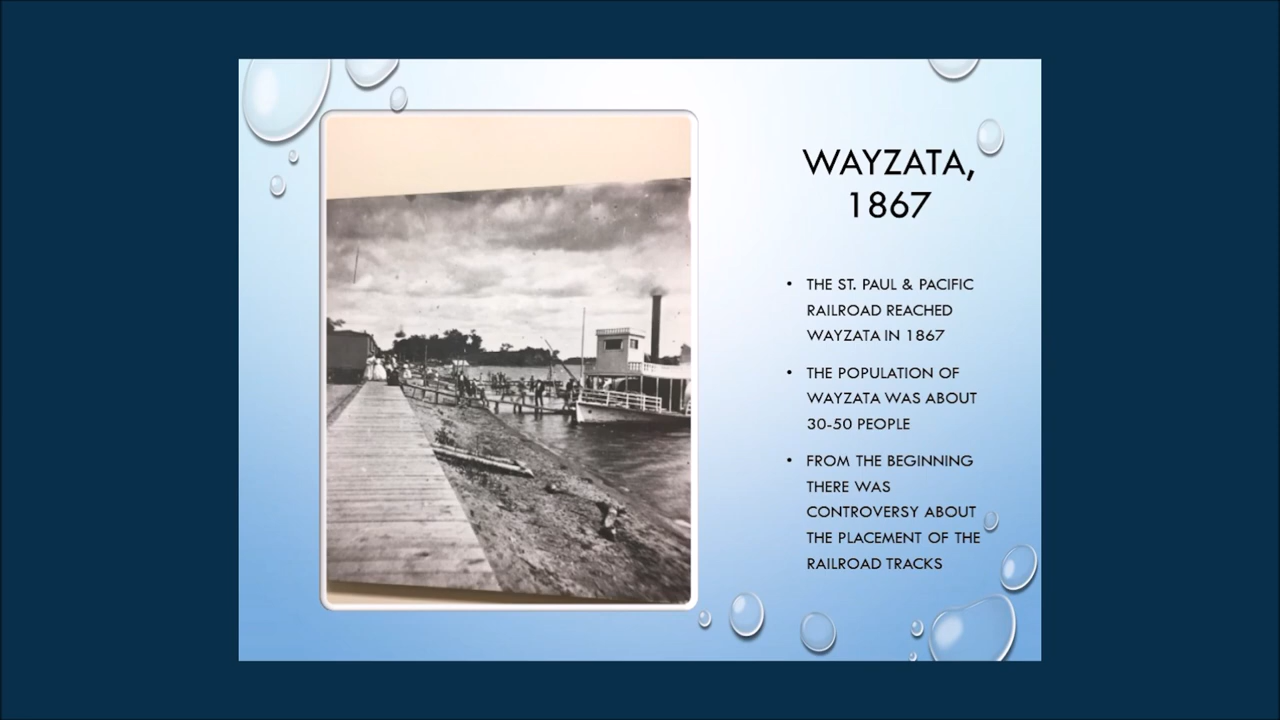 WAYZATA,
1867
• THE ST. PAUL & PACIFIC
RAILROAD REACHED
WAYZATA IN 1867
• THE POPULATION OF
WAYZATA WAS ABOUT
30-50 PEOPLE
• FROM THE BEGINNING
THERE WAS
CONTROVERSY ABOUT
THE PLACEMENT OF THE
RAILROAD TRACKS